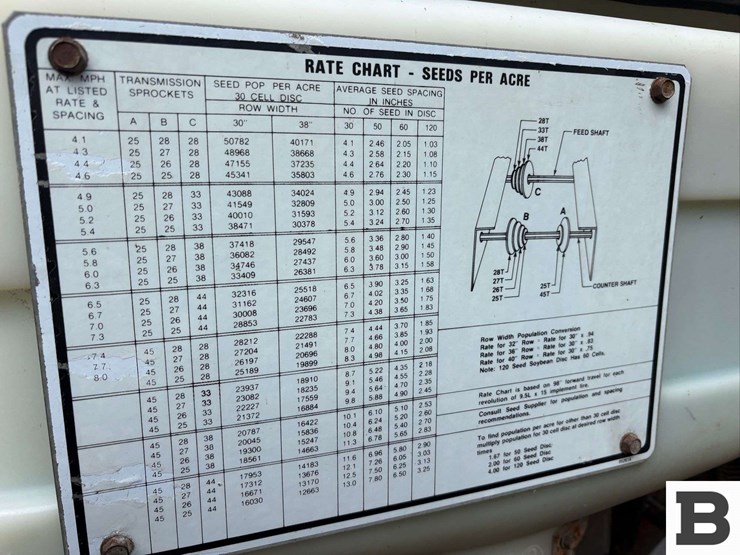 RATE CHART - SEEDS PER ACRE
MAX MPH AT LISTED RATE & SPACING
TRANSMISSION SPROCKETS
SEED POP PER ACRE
30 CELL DISC
ROW WIDTH
AVERAGE SEED SPACING IN INCHES
NO OF SEED IN DISC
A B C 30" 38" 30 50 60 120
4.1 25 28 28 50782 40171 4.1 2.46 2.05 1.03
4.3 25 27 28 48968 38668 4.3 2.58 2.15 1.08
4.4 25 26 28 47155 37235 4.4 2.64 2.20 1.10
4.6 25 25 28 45341 35803 4.6 2.76 2.30 1.15
4.9 25 28 33 43088 34024 4.9 2.94 2.45 1.23
5.0 25 27 33 41549 32809 5.0 3.00 2.50 1.25
5.2 25 26 33 40010 31593 5.2 3.12 2.60 1.30
5.4 25 25 33 38471 30378 5.4 3.24 2.70 1.35
5.6 25 28 38 37418 29547 5.6 3.36 2.80 1.40
5.8 25 27 38 36082 28492 5.8 3.48 2.90 1.45
6.0 25 26 38 34746 27437 6.0 3.60 3.00 1.50
6.3 25 25 38 33409 26381 6.3 3.78 3.15 1.58
6.5 25 28 44 32316 25518 6.5 3.90 3.25 1.63
6.7 25 27 44 31162 24607 6.7 4.02 3.35 1.68
7.0 25 26 44 30008 23696 7.0 4.20 3.50 1.75
7.3 25 25 44 28853 22783 7.3 4.38 3.65 1.83
7.4 45 28 28 28212 22288 7.4 4.44 3.70 1.85
7.7 45 27 28 27204 21491 7.7 4.66 3.85 1.93
8.0 45 26 28 26197 20696 8.0 4.80 4.00 2.00
45 25 28 25189 19899 8.3 4.98 4.15 2.08
45 28 33 23937 18910 8.7 5.22 4.35 2.18
45 27 33 23082 18235 9.1 5.46 4.55 2.28
45 26 33 22227 17559 9.4 5.64 4.70 2.35
45 25 33 21372 16884 9.8 5.88 4.90 2.45
45 28 38 20787 16422 10.1 6.10 5.10 2.53
45 27 38 20045 15836 10.4 6.24 5.20 2.60
45 26 38 19300 15247 10.8 6.48 5.40 2.70
45 25 38 18561 14663 11.3 6.78 5.65 2.83
45 28 44 17953 14183 11.6 6.96 5.80 2.90
45 27 44 17312 13676 12.1 7.26 6.05 3.03
45 26 44 16671 13170 12.5 7.50 6.25 3.13
45 25 44 16030 12663 13.0 7.80 6.50 3.25
28T
33T
38T
44T
FEED SHAFT
C
B
A
28T
27T
26T
25T
25T
45T
COUNTER SHAFT
Row Width Population Conversion
Rate for 32" Row - Rate for 30" x .94
Rate for 36" Row - Rate for 30" x .83
Rate for 40" Row - Rate for 30" x .75
Note: 120 Seed Soybean Disc Has 60 Cells.
Rate Chart is based on 98" forward travel for each
revolution of 9.5L x 15 implement tire.
Consult Seed Supplier for population and spacing
recommendations.
To find population per acre for other than 30 cell disc
multiply population for 30 cell disc at desired row width
times
1.67 for 50 Seed Disc
2.00 for 60 Seed Disc
4.00 for 120 Seed Disc
B